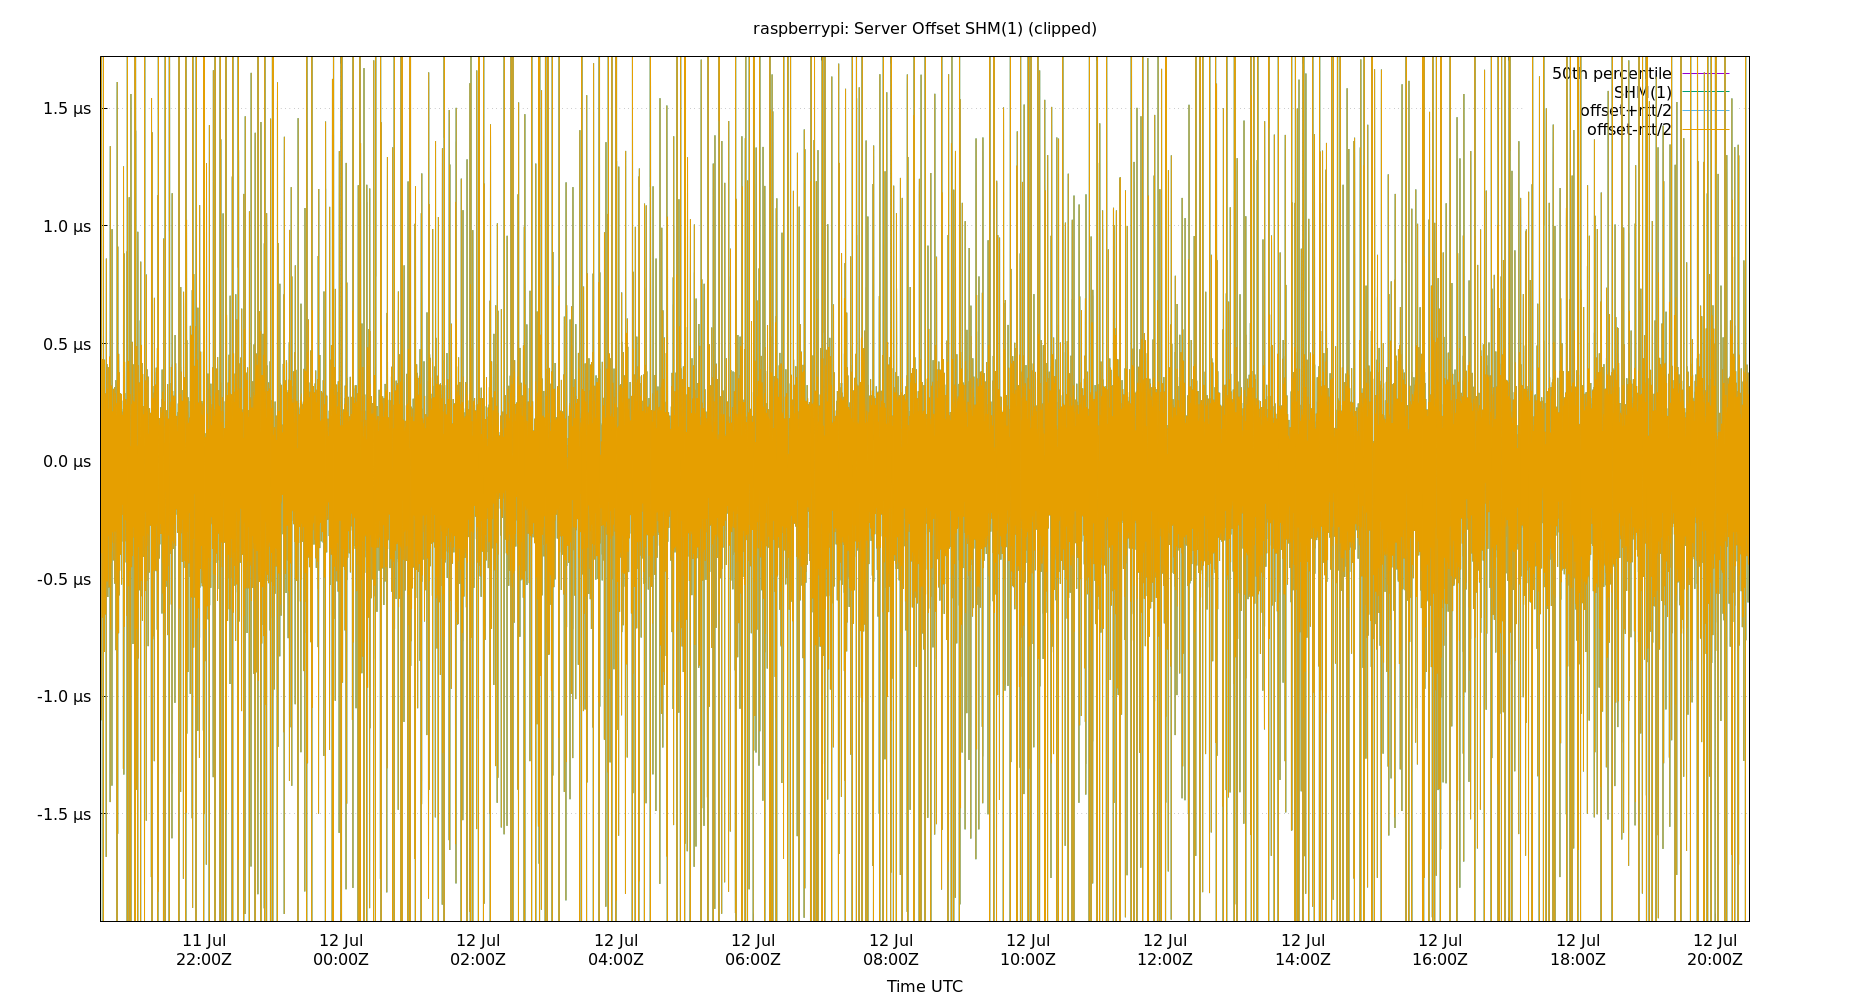 raspberrypi: Server Offset SHM(1) (clipped)
50th percentile
SHM(1)
offset+rtt/2
offset-rtt/2
1.5 µs
1.0 µs
0.5 µs
0.0 µs
-0.5 µs
-1.0 µs
-1.5 µs
11 Jul 12 Jul 12 Jul 12 Jul 12 Jul 12 Jul 12 Jul 12 Jul 12 Jul 12 Jul 12 Jul 12 Jul
22:00Z 00:00Z 02:00Z 04:00Z 06:00Z 08:00Z 10:00Z 12:00Z 14:00Z 16:00Z 18:00Z 20:00Z
Time UTC